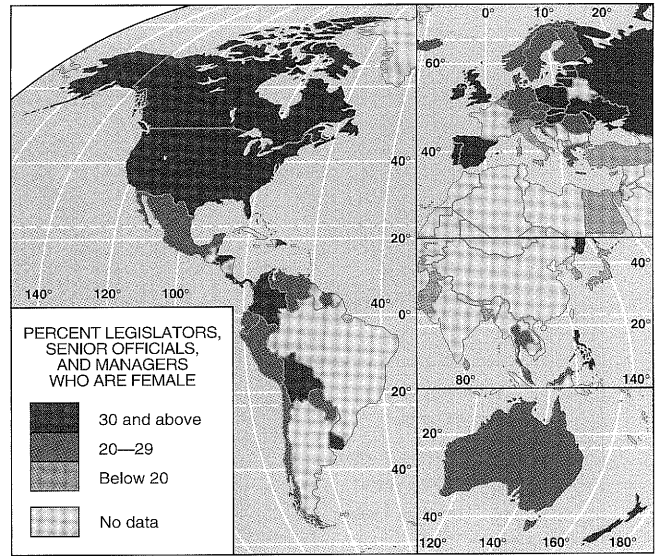 0° 10° 20°
60°
40°
40°
20°
140° 120° 100°
40°
0°
40°
20°
80° 140°
20°
20°
40°
40°
120° 140° 160° 180°
PERCENT LEGISLATORS,
SENIOR OFFICIALS,
AND MANAGERS
WHO ARE FEMALE
30 and above
20—29
Below 20
No data